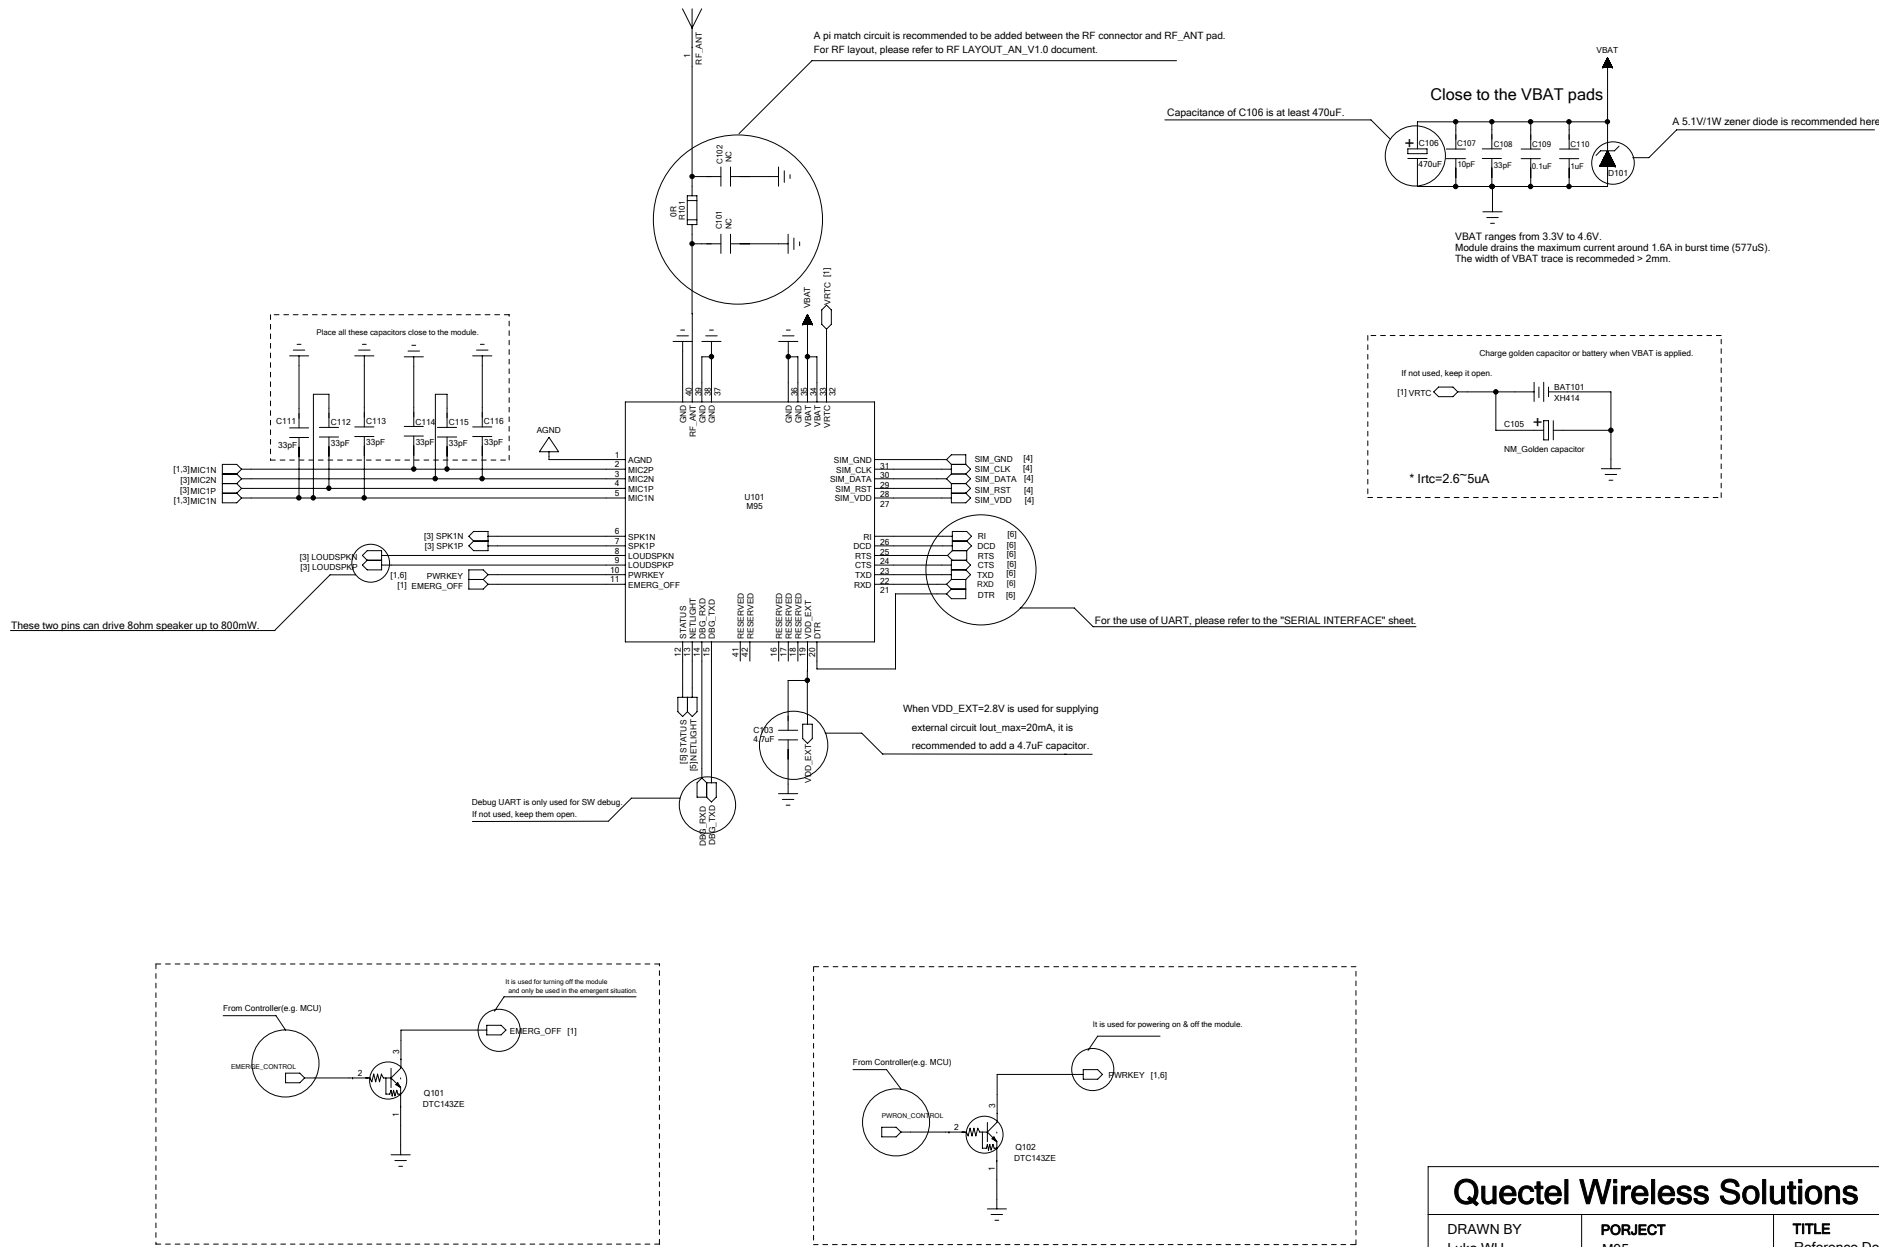 A pi match circuit is recommended to be added between the RF connector and RF_ANT pad.
For RF layout, please refer to RF LAYOUT_AN_V1.0 document.
1
RF_ANT
C102
NC
0R
R101
C101
NC
VBAT
Close to the VBAT pads
Capacitance of C106 is at least 470uF.
A 5.1V/1W zener diode is recommended here
+ C106
470uF
C107
10pF
C108
33pF
C109
0.1uF
C110
1uF
D101
VBAT ranges from 3.3V to 4.6V.
Module drains the maximum current around 1.6A in burst time (577uS).
The width of VBAT trace is recommeded > 2mm.
Place all these capacitors close to the module.
C111
33pF
C112
33pF
C113
33pF
C114
33pF
C115
33pF
C116
33pF
VBAT
VRTC [1]
Charge golden capacitor or battery when VBAT is applied.
If not used, keep it open.
[1] VRTC
BAT101
XH414
C105 +
NM_Golden capacitor
* Irtc=2.6~5uA
40
39
38
37
36
35
34
33
32
GND
RF_ANT
GND
GND
GND
GND
VBAT
VBAT
VRTC
AGND
[1,3]MIC1N
[3]MIC2N
[3]MIC1P
[1,3]MIC1N
1 AGND
2 MIC2P
3 MIC2N
4 MIC1P
5 MIC1N
U101
M95
[3] SPK1N 6 SPK1N
[3] SPK1P 7 SPK1P
[3] LOUDSPKN 8 LOUDSPKN
[3] LOUDSPKP 9 LOUDSPKP
[1,6] PWRKEY 10 PWRKEY
[1] EMERG_OFF 11 EMERG_OFF
SIM_GND 31 SIM_GND [4]
SIM_CLK 30 SIM_CLK [4]
SIM_DATA 29 SIM_DATA [4]
SIM_RST 28 SIM_RST [4]
SIM_VDD 27 SIM_VDD [4]
RI 26 RI [6]
DCD 25 DCD [6]
RTS 24 RTS [6]
CTS 23 CTS [6]
TXD 22 TXD [6]
RXD 21 RXD [6]
DTR [6]
These two pins can drive 8ohm speaker up to 800mW.
For the use of UART, please refer to the "SERIAL INTERFACE" sheet.
STATUS
NETLIGHT
DBG_RXD
DBG_TXD
RESERVED
RESERVED
RESERVED
RESERVED
RESERVED
VDD_EXT
DTR
12
13
14
15
41
42
16
17
18
19
20
[5]STATUS
[5]NETLIGHT
C103
4.7uF
VDD_EXT
When VDD_EXT=2.8V is used for supplying
external circuit Iout_max=20mA, it is
recommended to add a 4.7uF capacitor.
Debug UART is only used for SW debug.
If not used, keep them open.
DBG_RXD
DBG_TXD
It is used for turning off the module
and only be used in the emergent situation.
From Controller(e.g. MCU)
EMERG_OFF [1]
EMERGE_CONTROL
2
3
1
Q101
DTC143ZE
It is used for powering on & off the module.
From Controller(e.g. MCU)
PWRKEY [1,6]
PWRON_CONTROL
2
3
1
Q102
DTC143ZE
Quectel Wireless Solutions
DRAWN BY PORJECT TITLE